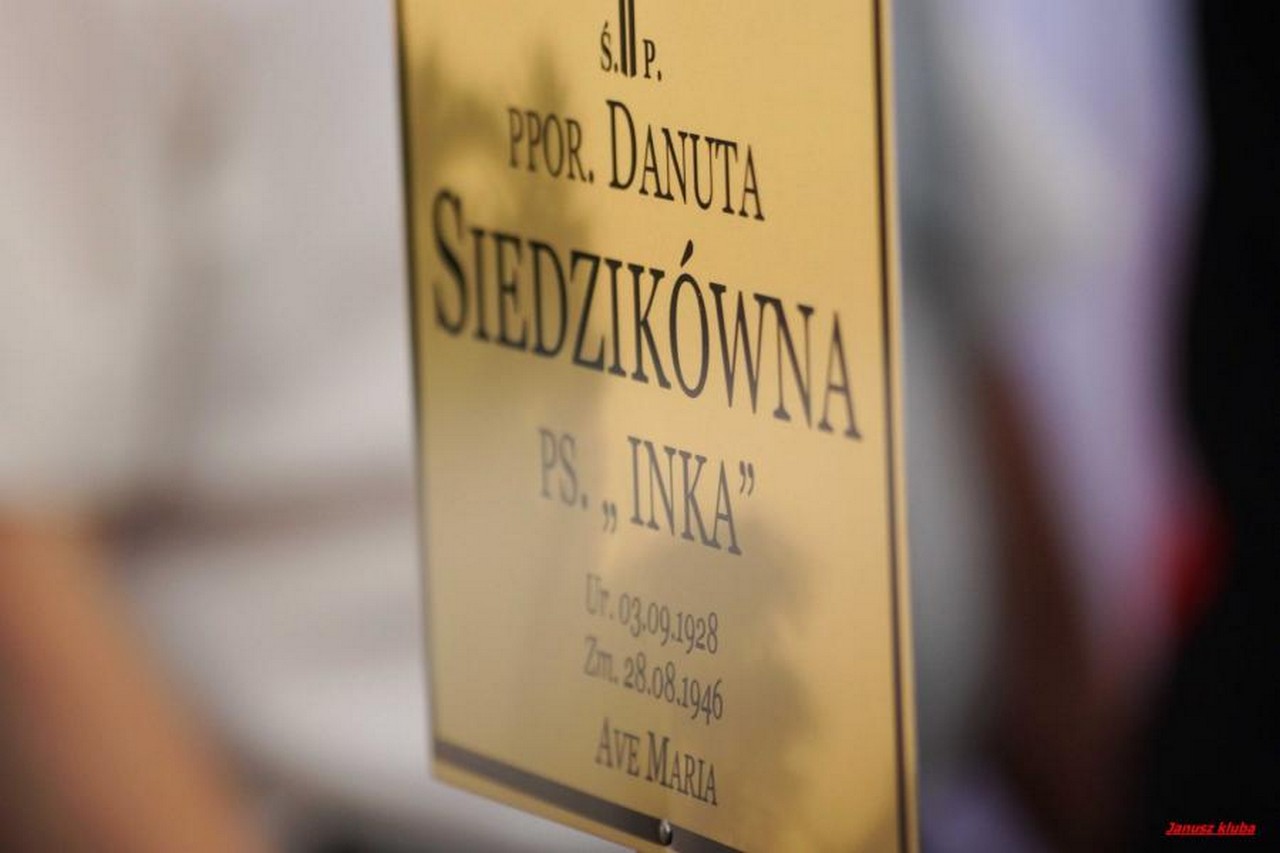 Ś. P.
PPOR. DANUTA
SIEDZIKÓWNA
PS. „ INKA”
Ur. 03.09.1928
Zm. 28.08.1946
AVE MARIA
Janusz kluba